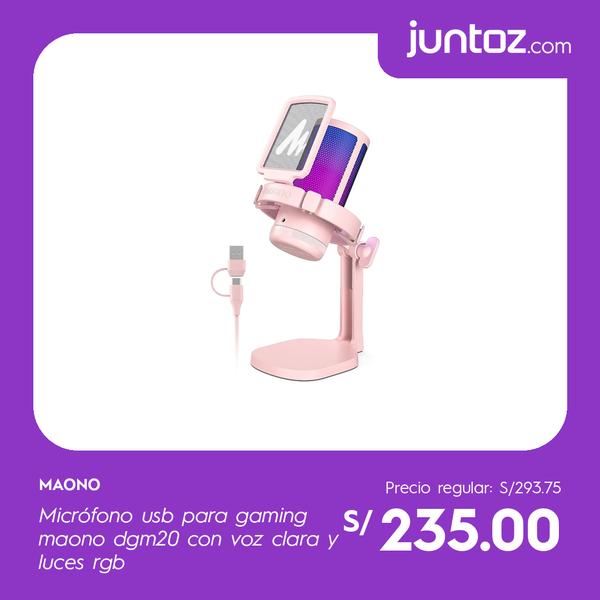 juntoz.com
MAONO
Precio regular: S/293.75
Micrófono usb para gaming
maono dgm20 con voz clara y
luces rgb
S/ 235.00